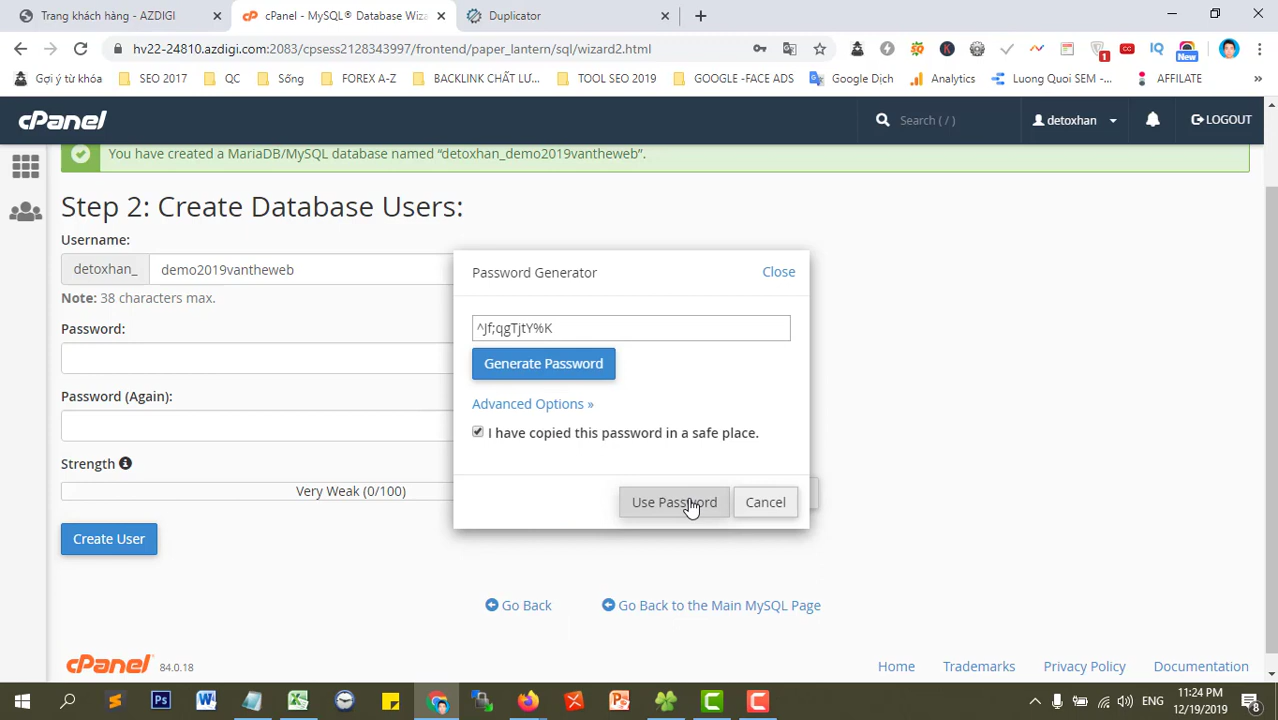 Trang khách hàng - AZDIGI
cPanel - MySQL® Database Wiza
Duplicator
hv22-24810.azdigi.com:2083/cpsess2128343997/frontend/paper_lantern/sql/wizard2.html
Gợi ý từ khóa
SEO 2017
QC
Sống
FOREX A-Z
BACKLINK CHẤT LƯ...
TOOL SEO 2019
GOOGLE -FACE ADS
Google Dịch
Analytics
Luong Quoi SEM -...
AFFILATE
New
cPanel
Search ( / )
detoxhan
LOGOUT
You have created a MariaDB/MySQL database named “detoxhan_demo2019vantheweb”.
Step 2: Create Database Users:
Username:
detoxhan_
demo2019vantheweb
Note: 38 characters max.
Password:
Password (Again):
Strength
Very Weak (0/100)
Create User
Password Generator
Close
^Jf;qgTjtY%K
Generate Password
Advanced Options »
I have copied this password in a safe place.
Use Password
Cancel
Go Back
Go Back to the Main MySQL Page
cPanel
84.0.18
Home
Trademarks
Privacy Policy
Documentation
ENG
11:24 PM
12/19/2019
8